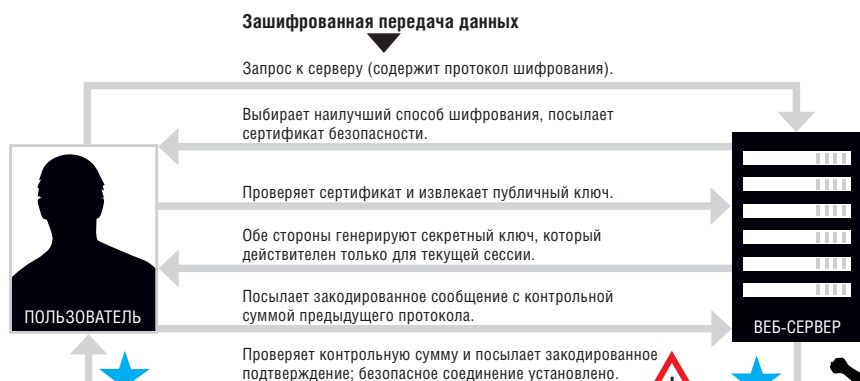 Зашифрованная передача данных
Запрос к серверу (содержит протокол шифрования).
Выбирает наилучший способ шифрования, посылает
сертификат безопасности.
Проверяет сертификат и извлекает публичный ключ.
Обе стороны генерируют секретный ключ, который
действителен только для текущей сессии.
Посылает закодированное сообщение с контрольной
суммой предыдущего протокола.
ПОЛЬЗОВАТЕЛЬ
ВЕБ-СЕРВЕР
Проверяет контрольную сумму и посылает закодированное
подтверждение; безопасное соединение установлено.